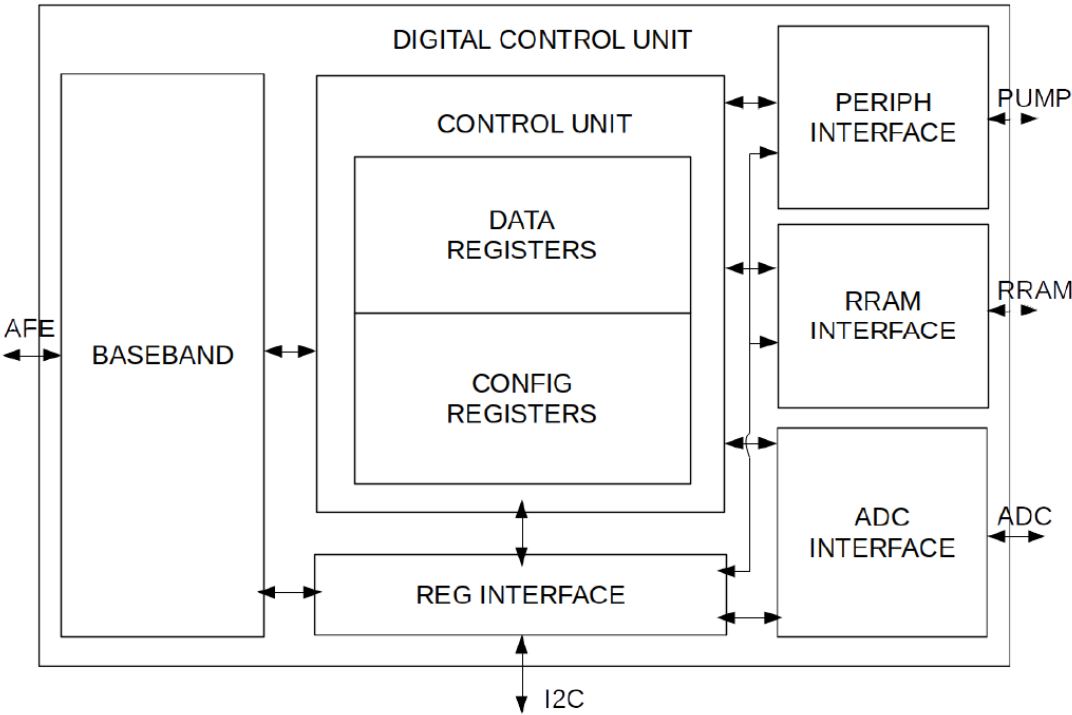 DIGITAL CONTROL UNIT
CONTROL UNIT
DATA
REGISTERS
CONFIG
REGISTERS
AFE
BASEBAND
REG INTERFACE
I2C
PERIPH
INTERFACE
PUMP
RRAM
INTERFACE
RRAM
ADC
INTERFACE
ADC